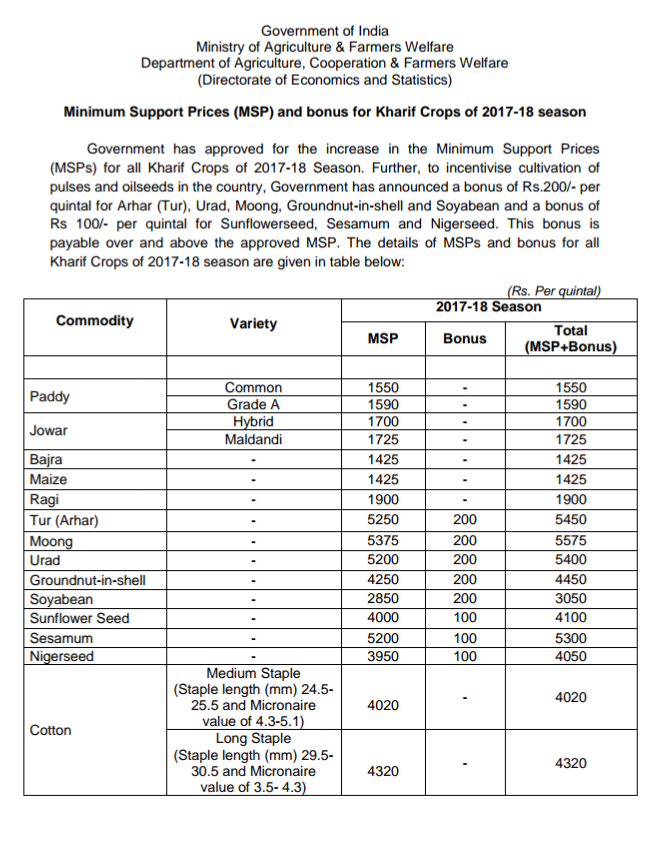 Government of India
Ministry of Agriculture & Farmers Welfare
Department of Agriculture, Cooperation & Farmers Welfare
(Directorate of Economics and Statistics)
Minimum Support Prices (MSP) and bonus for Kharif Crops of 2017-18 season
Government has approved for the increase in the Minimum Support Prices
(MSPs) for all Kharif Crops of 2017-18 Season. Further, to incentivise cultivation of
pulses and oilseeds in the country, Government has announced a bonus of Rs.200/- per
quintal for Arhar (Tur), Urad, Moong, Groundnut-in-shell and Soyabean and a bonus of
Rs 100/- per quintal for Sunflowerseed, Sesamum and Nigerseed. This bonus is
payable over and above the approved MSP. The details of MSPs and bonus for all
Kharif Crops of 2017-18 season are given in table below:
(Rs. Per quintal)
Commodity Variety 2017-18 Season
MSP Bonus Total
(MSP+Bonus)
Paddy Common 1550 - 1550
Grade A 1590 - 1590
Jowar Hybrid 1700 - 1700
Maldandi 1725 - 1725
Bajra - 1425 - 1425
Maize - 1425 - 1425
Ragi - 1900 - 1900
Tur (Arhar) - 5250 200 5450
Moong - 5375 200 5575
Urad - 5200 200 5400
Groundnut-in-shell - 4250 200 4450
Soyabean - 2850 200 3050
Sunflower Seed - 4000 100 4100
Sesamum - 5200 100 5300
Nigerseed - 3950 100 4050
Cotton Medium Staple
(Staple length (mm) 24.5-
25.5 and Micronaire
value of 4.3-5.1) 4020 - 4020
Long Staple
(Staple length (mm) 29.5-
30.5 and Micronaire
value of 3.5- 4.3) 4320 - 4320